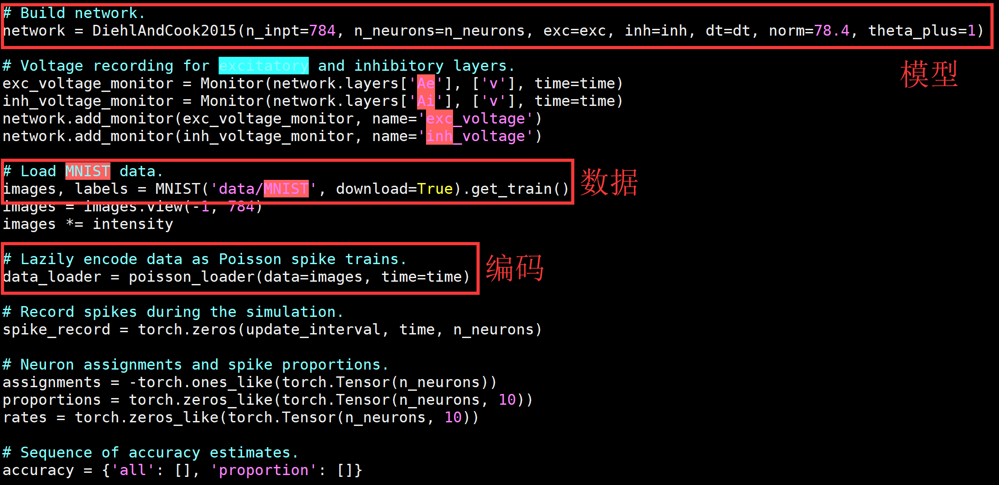 # Build network.
network = DiehlAndCook2015(n_inpt=784, n_neurons=n_neurons, exc=exc, inh=inh, dt=dt, norm=78.4, theta_plus=1)
模型
# Voltage recording for excitatory and inhibitory layers.
exc_voltage_monitor = Monitor(network.layers['Ae'], ['v'], time=time)
inh_voltage_monitor = Monitor(network.layers['Ai'], ['v'], time=time)
network.add_monitor(exc_voltage_monitor, name='exc_voltage')
network.add_monitor(inh_voltage_monitor, name='inh_voltage')
# Load MNIST data.
images, labels = MNIST('data/MNIST', download=True).get_train()
数据
images = images.view(-1, 784)
images *= intensity
# Lazily encode data as Poisson spike trains.
data_loader = poisson_loader(data=images, time=time)
编码
# Record spikes during the simulation.
spike_record = torch.zeros(update_interval, time, n_neurons)
# Neuron assignments and spike proportions.
assignments = -torch.ones_like(torch.Tensor(n_neurons))
proportions = torch.zeros_like(torch.Tensor(n_neurons, 10))
rates = torch.zeros_like(torch.Tensor(n_neurons, 10))
# Sequence of accuracy estimates.
accuracy = {'all': [], 'proportion': []}